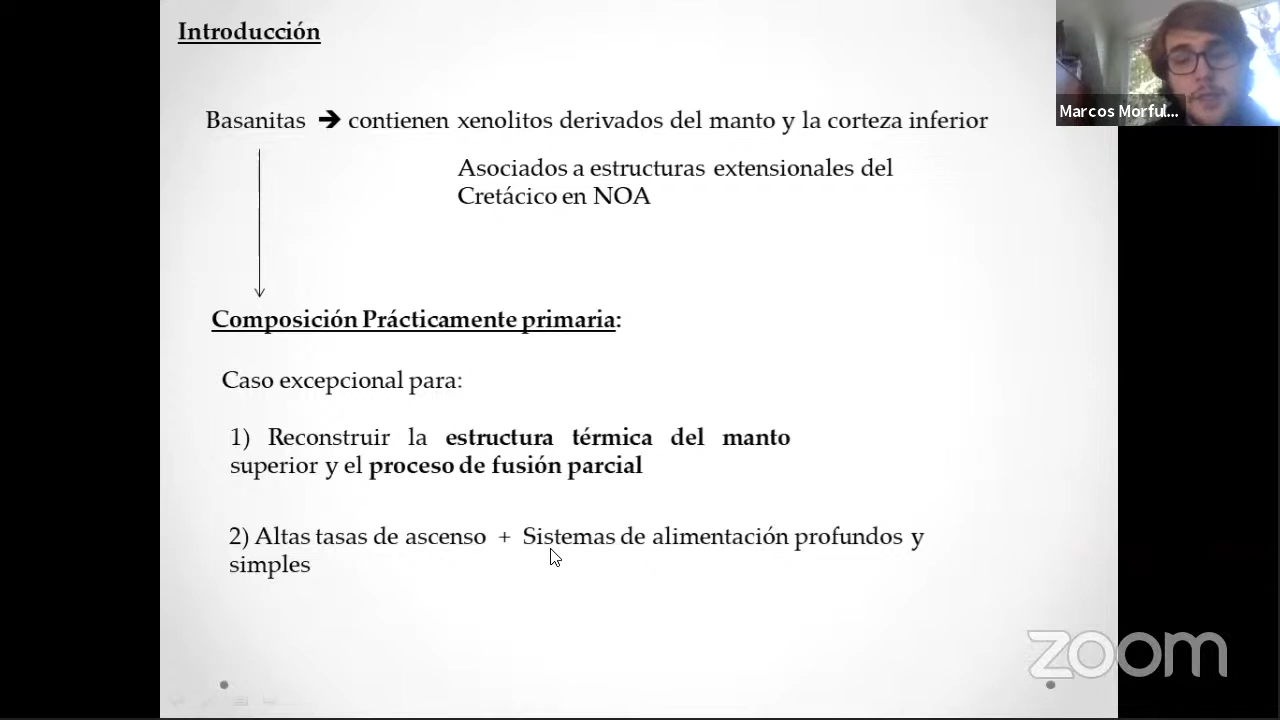 Introducción
Marcos Morful...
Basanitas ➔ contienen xenolitos derivados del manto y la corteza inferior
Asociados a estructuras extensionales del
Cretácico en NOA
Composición Prácticamente primaria:
Caso excepcional para:
1) Reconstruir la estructura térmica del manto
superior y el proceso de fusión parcial
2) Altas tasas de ascenso + Sistemas de alimentación profundos y
simples
zoom